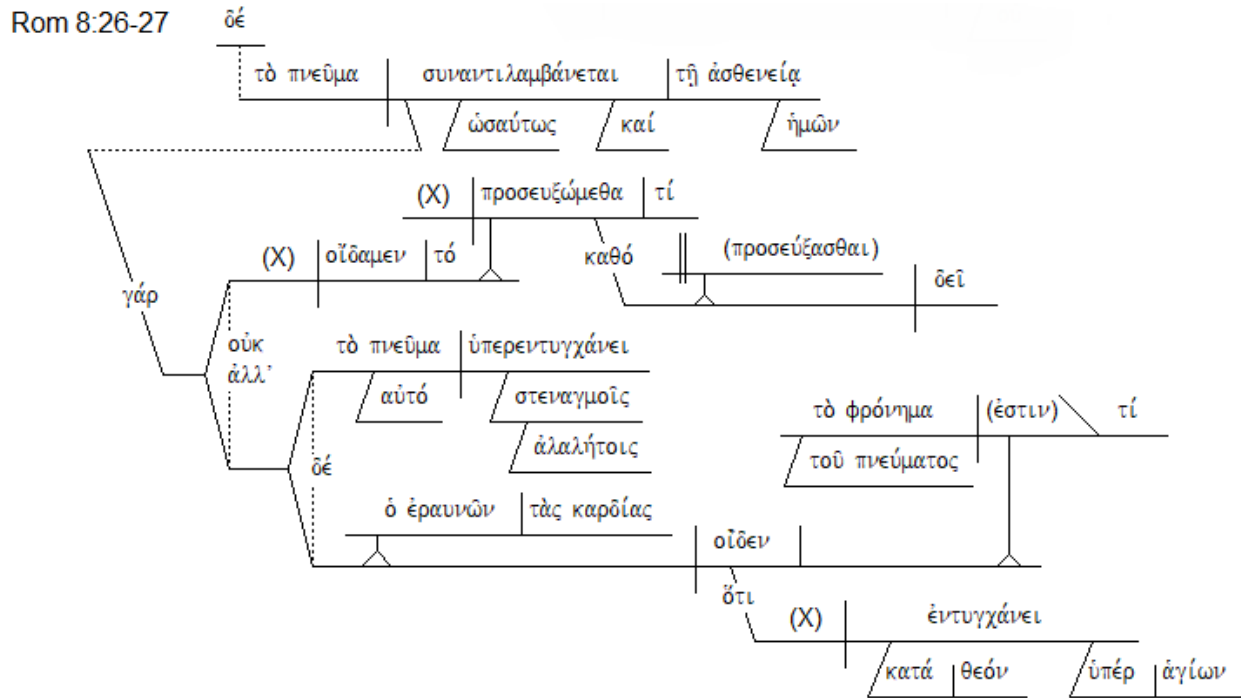 Rom 8:26-27
δέ
τὸ πνεῦμα συναντιλαμβάνεται τῇ ἀσθενείᾳ
ὡσαύτως καί ἡμῶν
(X) προσευξώμεθα τί
(X) οἴδαμεν τό καθό (προσεύξασθαι)
γάρ δεῖ
οὐκ τὸ πνεῦμα ὑπερεντυγχάνει
ἀλλ’ αὐτό στεναγμοῖς
τὸ φρόνημα (ἐστιν) τί
ἀλαλήτοις
δέ τοῦ πνεύματος
ὁ ἐραυνῶν τὰς καρδίας
οἶδεν
ὅτι (X) ἐντυγχάνει
κατά θεόν ὑπέρ ἁγίων